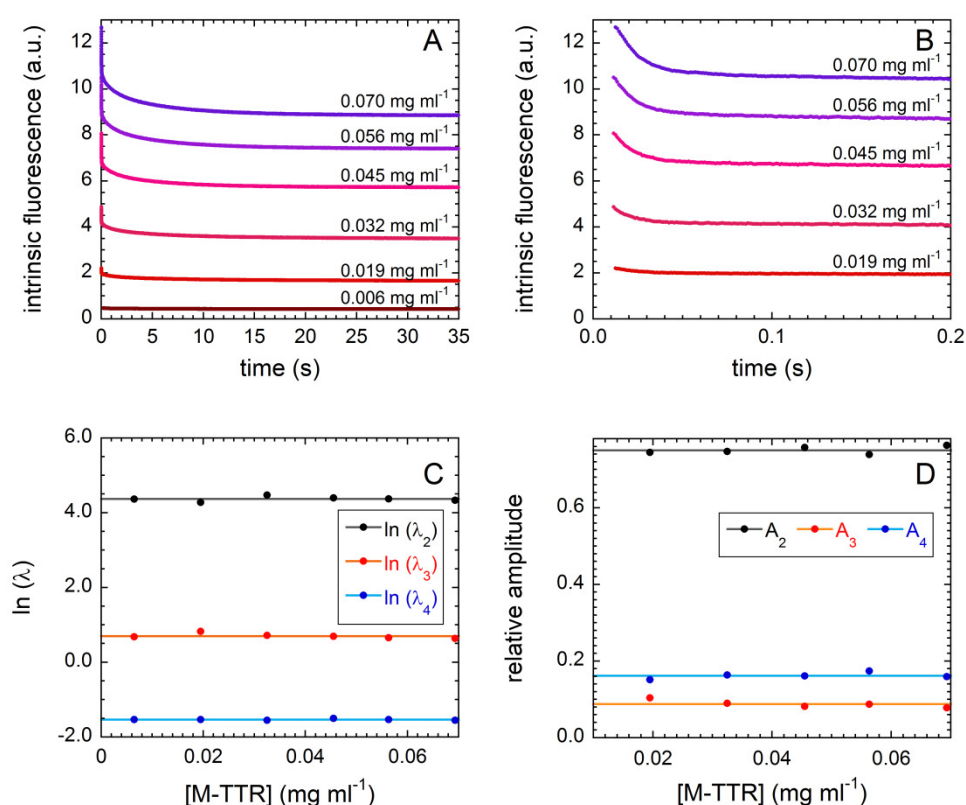 A
intrinsic fluorescence (a.u.)
12
10
8
6
4
2
0
0.070 mg ml⁻¹
0.056 mg ml⁻¹
0.045 mg ml⁻¹
0.032 mg ml⁻¹
0.019 mg ml⁻¹
0.006 mg ml⁻¹
0 5 10 15 20 25 30 35
time (s)
B
intrinsic fluorescence (a.u.)
12
10
8
6
4
2
0
0.070 mg ml⁻¹
0.056 mg ml⁻¹
0.045 mg ml⁻¹
0.032 mg ml⁻¹
0.019 mg ml⁻¹
0.0 0.1 0.2
time (s)
C
ln (λ)
6.0
4.0
2.0
0.0
-2.0
ln (λ₂)
ln (λ₃)
ln (λ₄)
0.00 0.02 0.04 0.06
[M-TTR] (mg ml⁻¹)
D
relative amplitude
0.6
0.4
0.2
0.0
A₂ A₃ A₄
0.02 0.04 0.06
[M-TTR] (mg ml⁻¹)